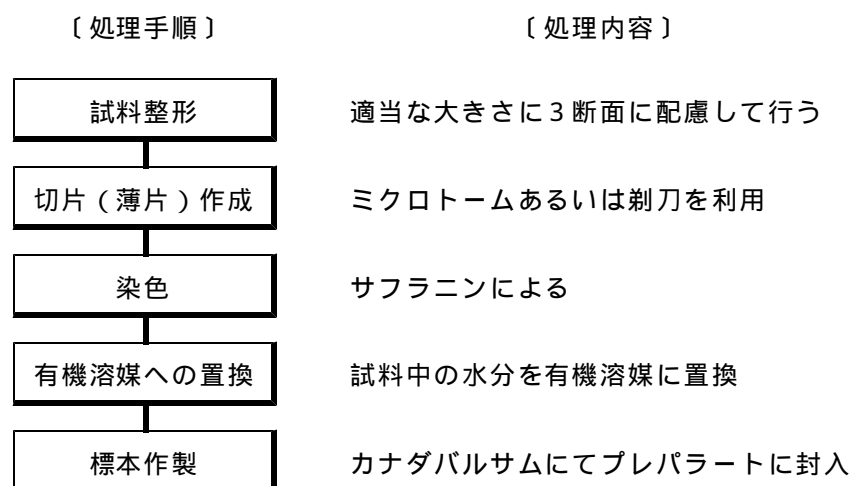 〔処理手順〕 〔処理内容〕
試料整形 適当な大きさに3断面に配慮して行う
切片(薄片)作成 ミクロトームあるいは剃刀を利用
染色 サフラニンによる
有機溶媒への置換 試料中の水分を有機溶媒に置換
標本作製 カナダバルサムにてプレパラートに封入